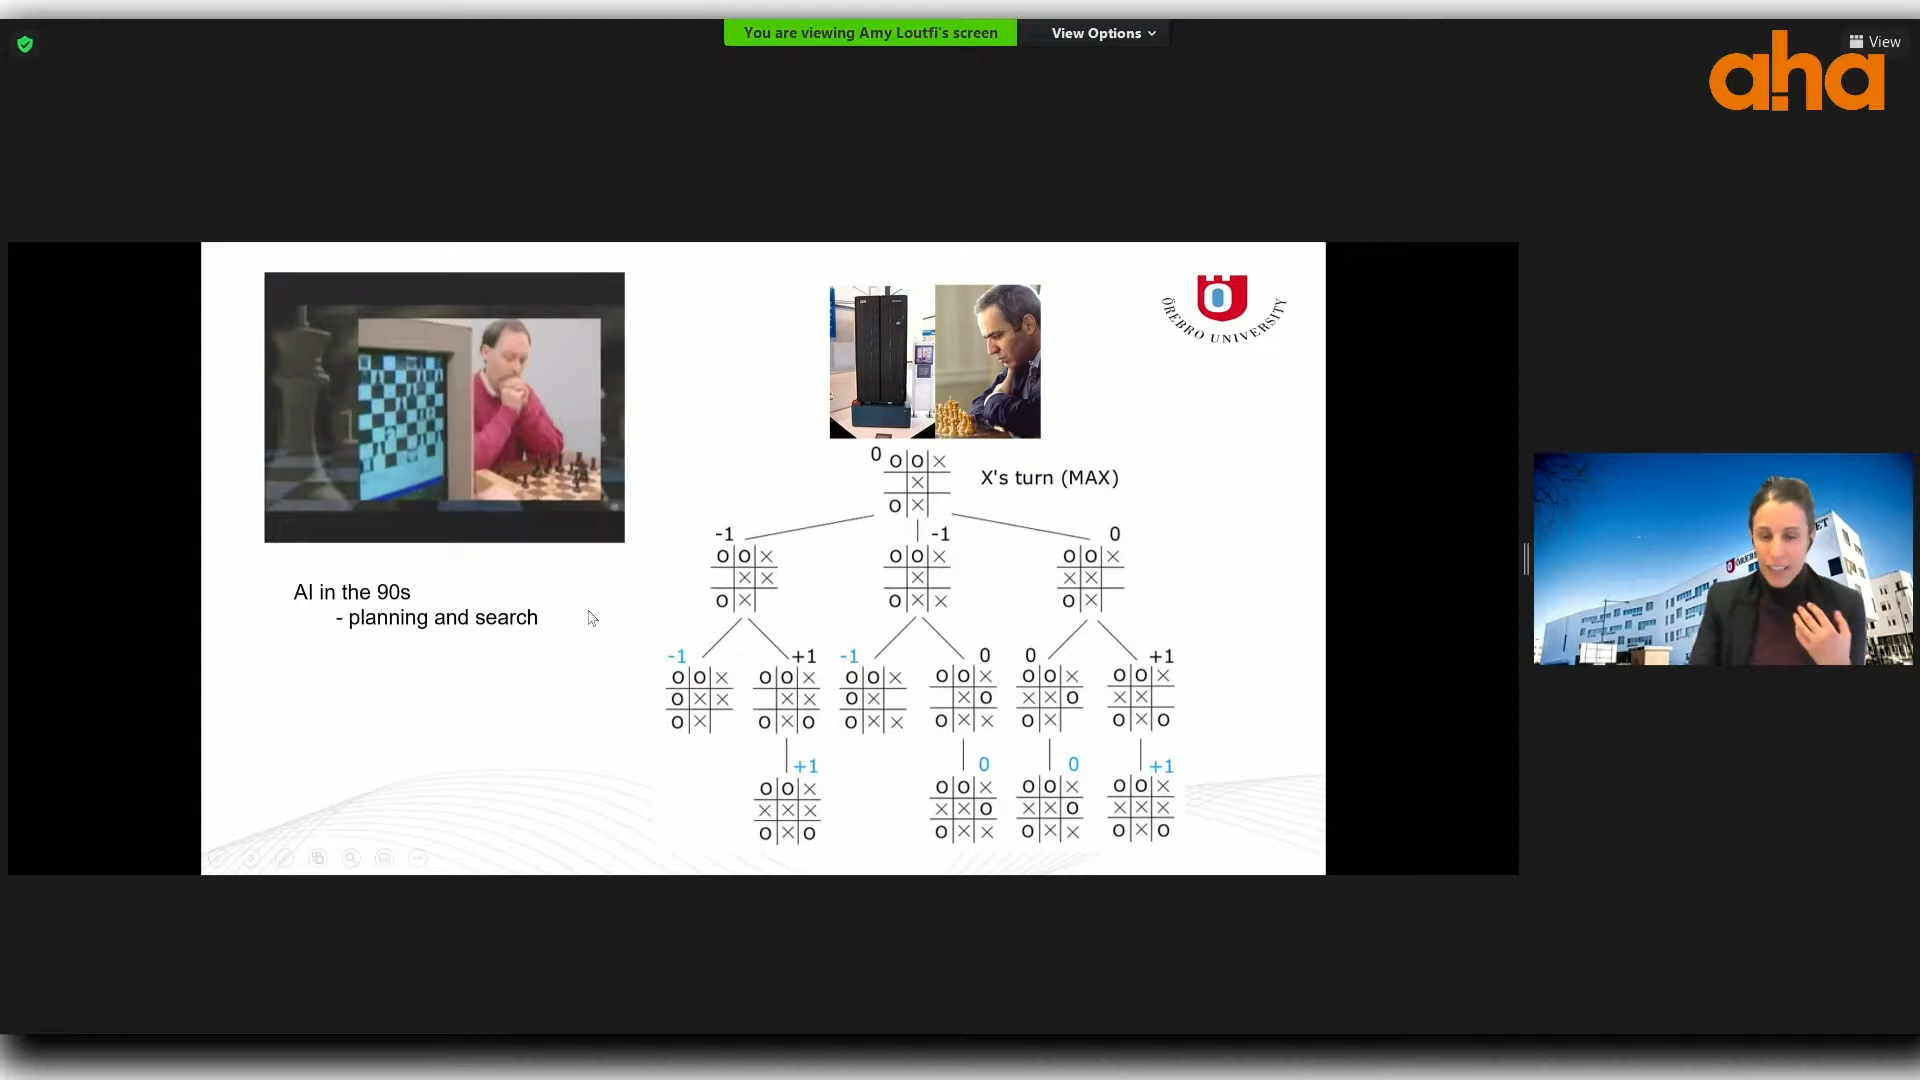 You are viewing Amy Loutfi's screen
View Options
View
aha
ÖREBRO UNIVERSITY
AI in the 90s
- planning and search
0
O O X
X
O X
X's turn (MAX)
-1
-1
0
O O X
X X
O X
O O X
X
O X X
O O X
X X
O X
-1
+1
-1
0
0
+1
O O X
O X X
O X
O O X
X X
O X O
O O X
O X
O X X
O O X
X O
O X X
O O X
X X O
O X
O O X
X X
O X O
+1
0
0
+1
O O X
X X X
O X O
O O X
X X O
O X X
O O X
X X O
O X X
O O X
X X X
O X O